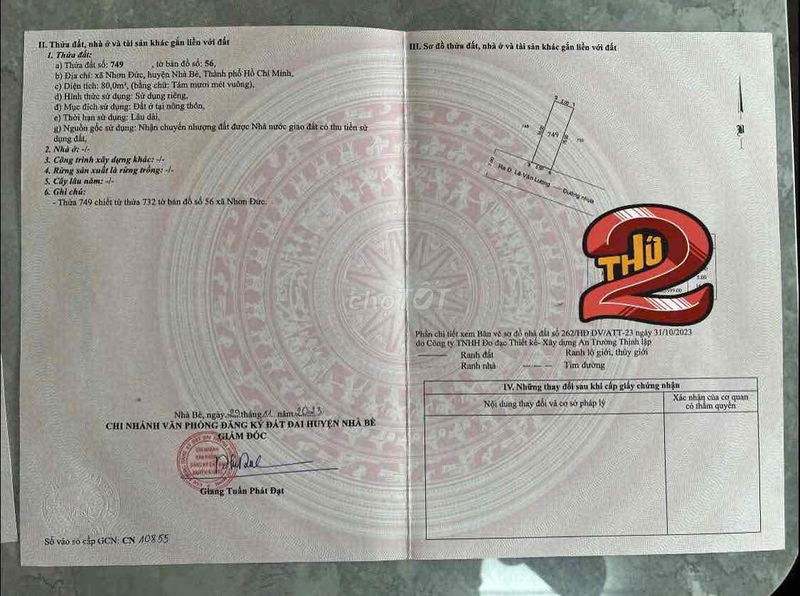 II. Thửa đất, nhà ở và tài sản khác gắn liền với đất
1. Thửa đất:
a) Thửa đất số: 749 , tờ bản đồ số: 56,
b) Địa chỉ: xã Nhơn Đức, huyện Nhà Bè, Thành phố Hồ Chí Minh,
c) Diện tích: 80,0m², (bằng chữ: Tám mươi mét vuông),
d) Hình thức sử dụng: Sử dụng riêng,
đ) Mục đích sử dụng: Đất ở tại nông thôn,
e) Thời hạn sử dụng: Lâu dài,
g) Nguồn gốc sử dụng: Nhận chuyển nhượng đất được Nhà nước giao đất có thu tiền sử
dụng đất,
2. Nhà ở: -/-
3. Công trình xây dựng khác: -/-
4. Rừng sản xuất là rừng trồng: -/-
5. Cây lâu năm: -/-
6. Ghi chú:
- Thửa 749 chiết từ thửa 732 tờ bản đồ số 56 xã Nhơn Đức.
Nhà Bè, ngày 29 tháng 11 năm 2023
CHI NHÁNH VĂN PHÒNG ĐĂNG KÝ ĐẤT ĐAI HUYỆN NHÀ BÈ
GIÁM ĐỐC
Giang Tuấn Phát Đạt
Số vào sổ cấp GCN: CN 10855
III. Sơ đồ thửa đất, nhà ở và tài sản khác gắn liền với đất
749
Ra Đ. Lê Văn Lương
Đường nhựa
THỨ
2
choTỐT
Phần chi tiết xem Bản vẽ sơ đồ nhà đất số 262/HĐ.ĐV/ATT-23 ngày 31/10/2023
do Công ty TNHH Đo đạc Thiết kế- Xây dựng An Trường Thịnh lập
Ranh đất Ranh lộ giới, thủy giới
Ranh nhà Tim đường
IV. Những thay đổi sau khi cấp giấy chứng nhận
Nội dung thay đổi và cơ sở pháp lý
Xác nhận của cơ quan
có thẩm quyền